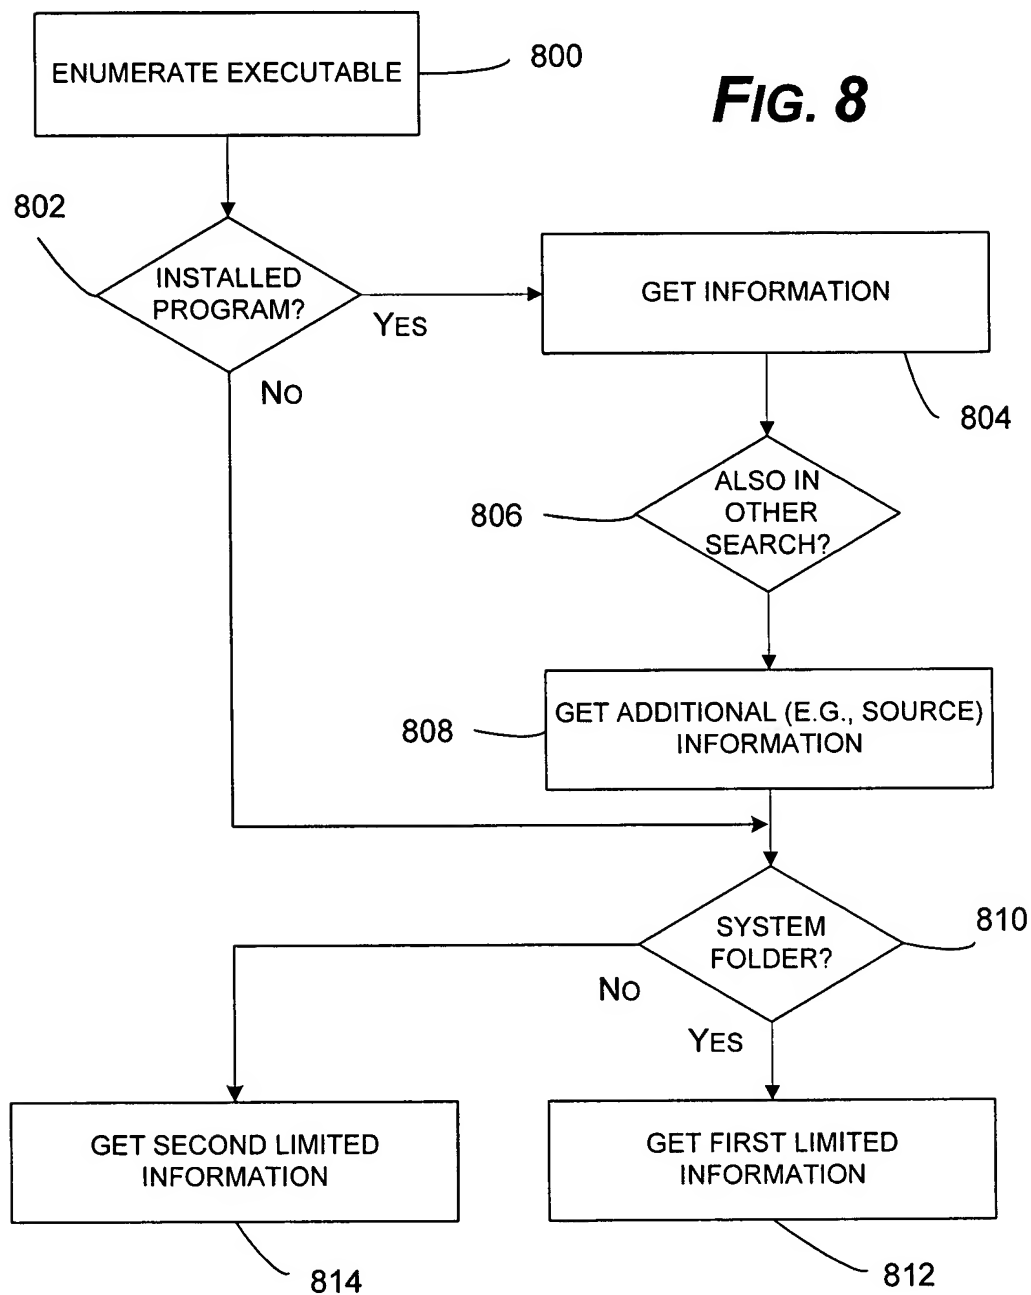 ENUMERATE EXECUTABLE
800
FIG. 8
802
INSTALLED
PROGRAM?
YES
NO
GET INFORMATION
804
ALSO IN
OTHER
SEARCH?
806
GET ADDITIONAL (E.G., SOURCE)
INFORMATION
808
SYSTEM
FOLDER?
810
NO
YES
GET SECOND LIMITED
INFORMATION
814
GET FIRST LIMITED
INFORMATION
812